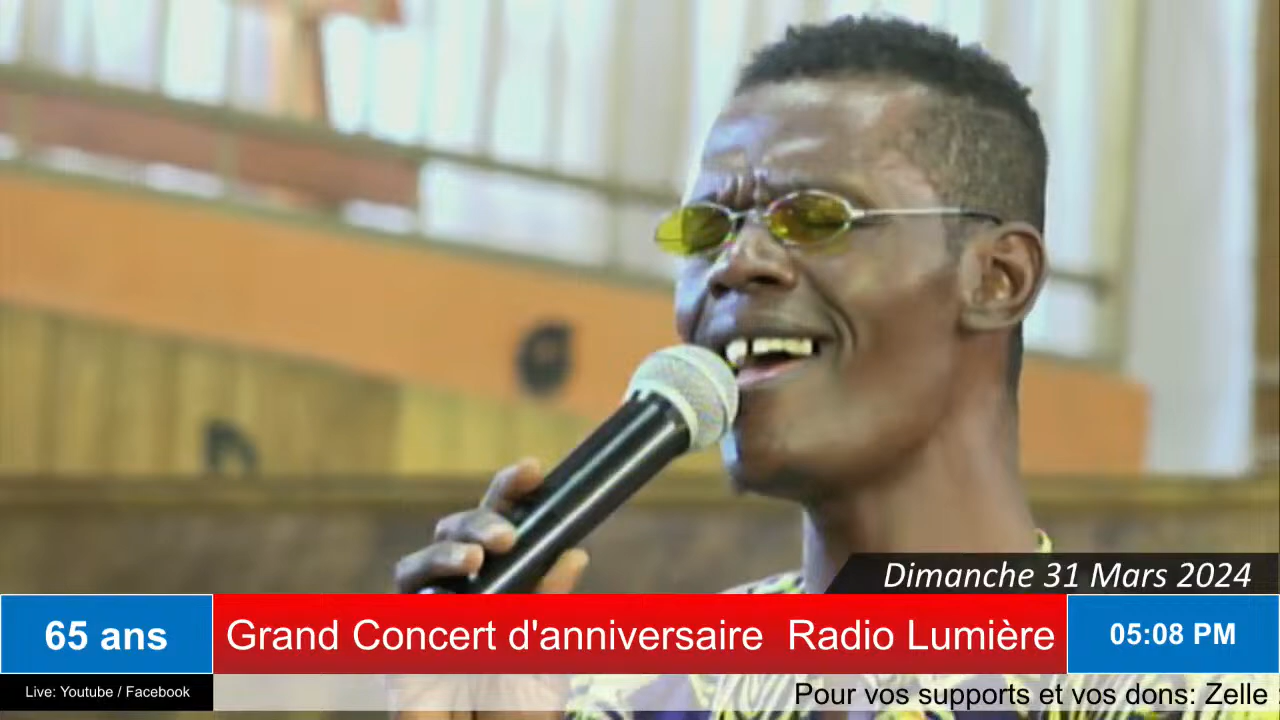 Dimanche 31 Mars 2024
65 ans
Grand Concert d'anniversaire Radio Lumière
05:08 PM
Live: Youtube / Facebook
Pour vos supports et vos dons: Zelle :